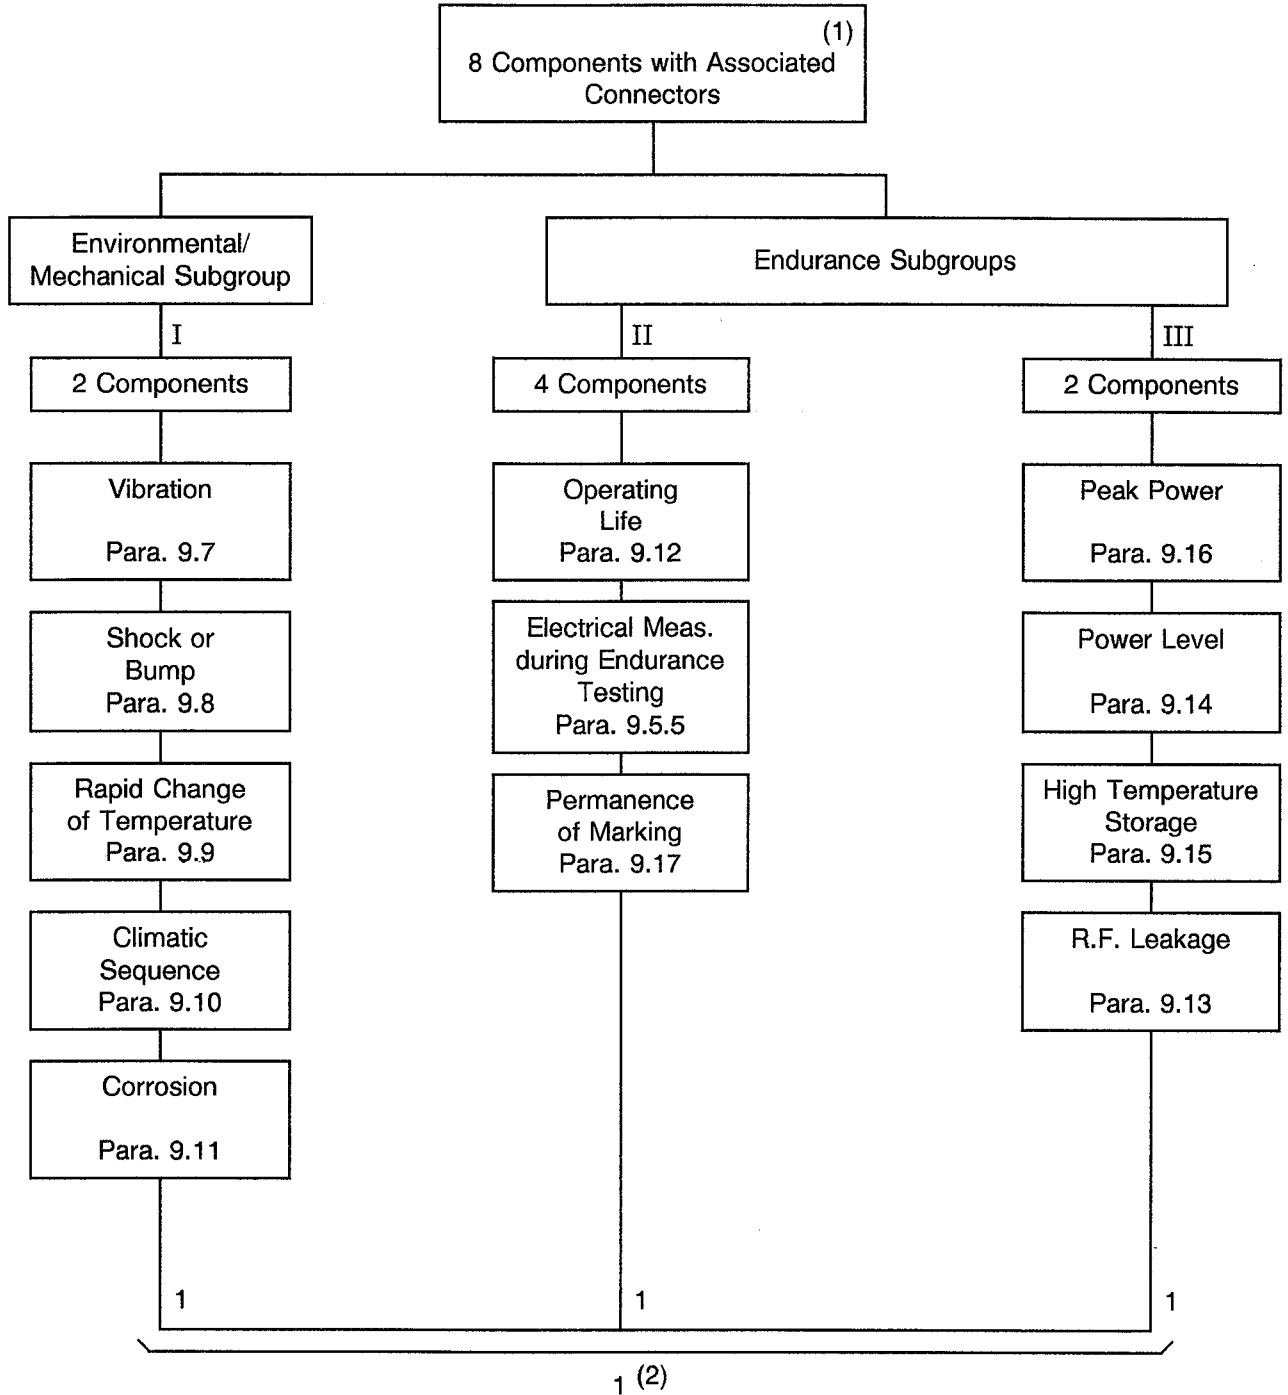 (1)
8 Components with Associated
Connectors
Environmental/
Mechanical Subgroup
Endurance Subgroups
I
II
III
2 Components
4 Components
2 Components
Vibration
Para. 9.7
Shock or
Bump
Para. 9.8
Rapid Change
of Temperature
Para. 9.9
Climatic
Sequence
Para. 9.10
Corrosion
Para. 9.11
Operating
Life
Para. 9.12
Electrical Meas.
during Endurance
Testing
Para. 9.5.5
Permanence
of Marking
Para. 9.17
Peak Power
Para. 9.16
Power Level
Para. 9.14
High Temperature
Storage
Para. 9.15
R.F. Leakage
Para. 9.13
1
1
1
1 (2)